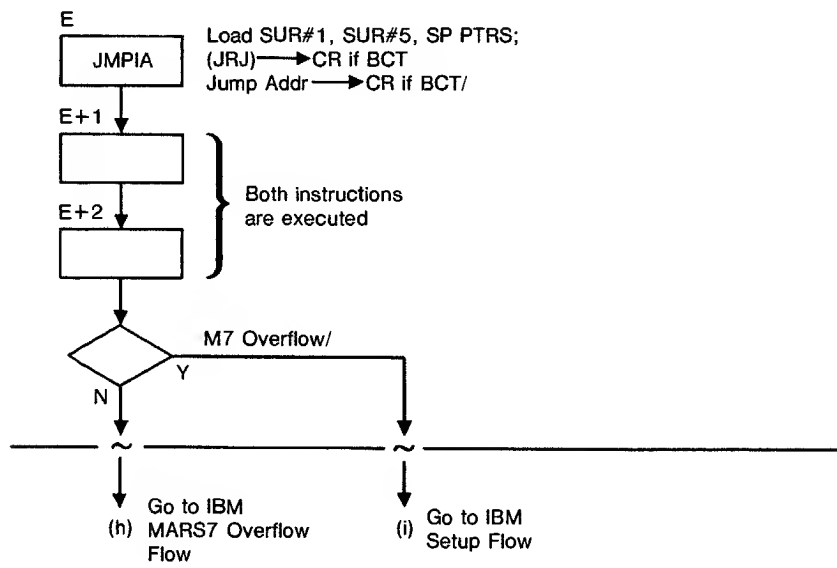 E
JMPIA
Load SUR#1, SUR#5, SP PTRS;
(JRJ) → CR if BCT
Jump Addr → CR if BCT/
E+1
E+2
Both instructions
are executed
M7 Overflow/
Y
N
~
~
(h)
Go to IBM
MARS7 Overflow
Flow
(i)
Go to IBM
Setup Flow